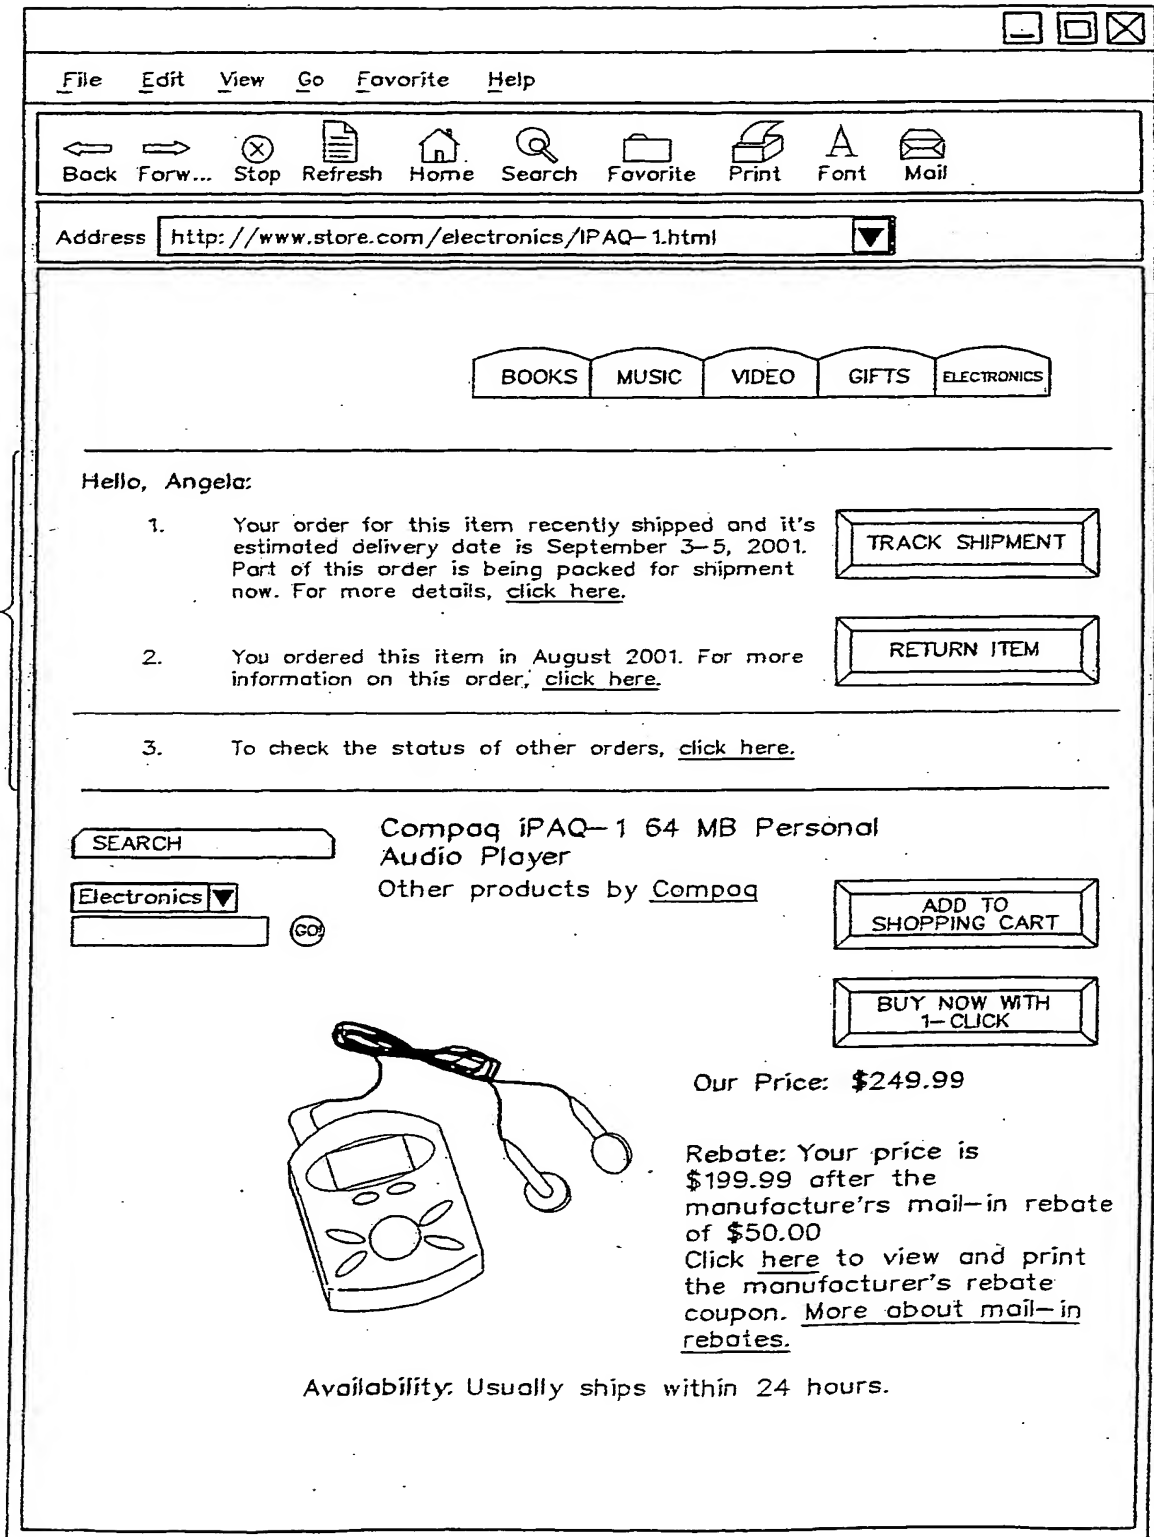 File Edit View Go Favorite Help
Back Forw... Stop Refresh Home Search Favorite Print Font Mail
Address http://www.store.com/electronics/IPAQ-1.html
BOOKS MUSIC VIDEO GIFTS ELECTRONICS
Hello, Angela:
1. Your order for this item recently shipped and it's
estimated delivery date is September 3-5, 2001.
Part of this order is being packed for shipment
now. For more details, click here.
TRACK SHIPMENT
2. You ordered this item in August 2001. For more
information on this order, click here.
RETURN ITEM
3. To check the status of other orders, click here.
SEARCH
Electronics
GO!
Compaq iPAQ-1 64 MB Personal
Audio Player
Other products by Compaq
ADD TO
SHOPPING CART
BUY NOW WITH
1-CLICK
Our Price: $249.99
Rebate: Your price is
$199.99 after the
manufacture'rs mail-in rebate
of $50.00
Click here to view and print
the manufacturer's rebate
coupon. More about mail-in
rebates.
Availability: Usually ships within 24 hours.